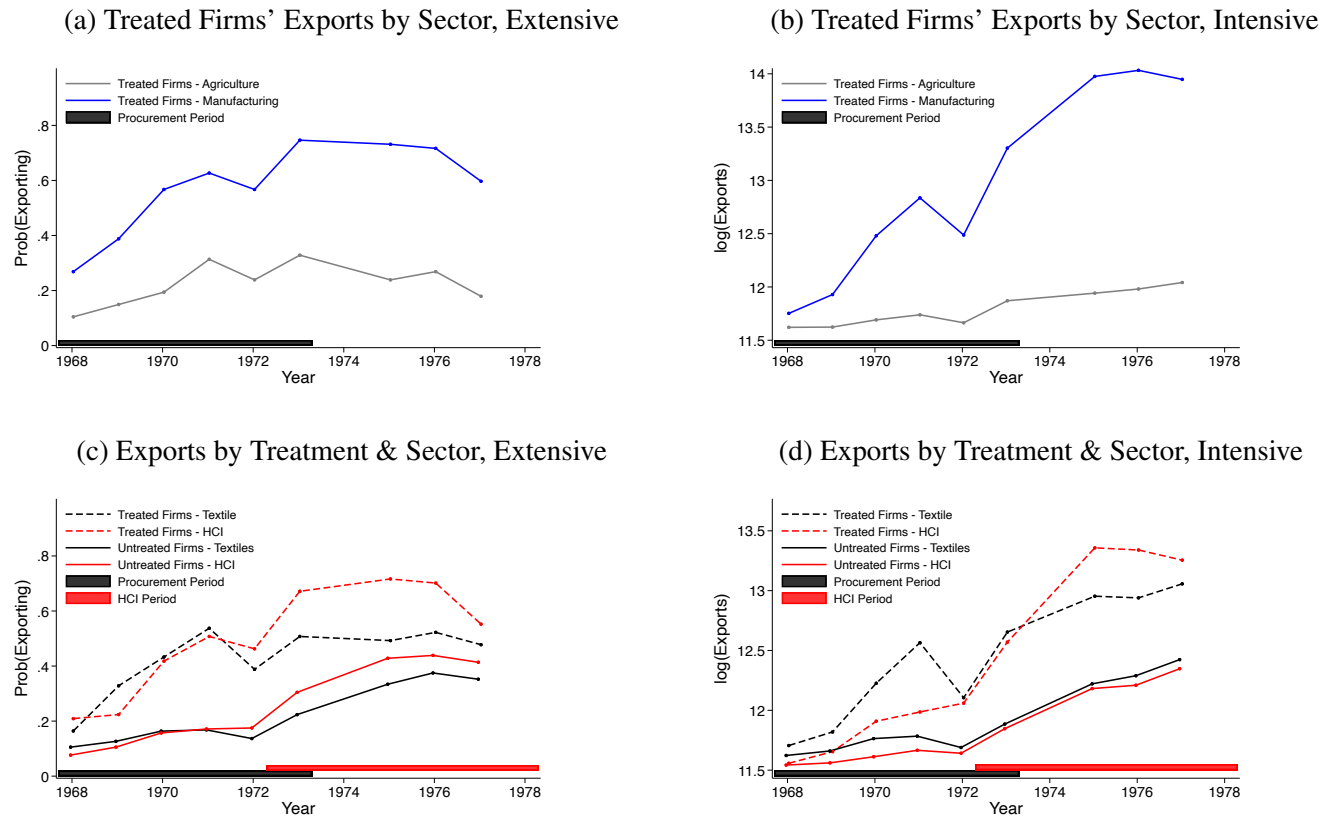 (a) Treated Firms' Exports by Sector, Extensive
Treated Firms - Agriculture
Treated Firms - Manufacturing
Procurement Period
Prob(Exporting)
.8
.6
.4
.2
0
1968 1970 1972 1974 1976 1978
Year
(b) Treated Firms' Exports by Sector, Intensive
Treated Firms - Agriculture
Treated Firms - Manufacturing
Procurement Period
log(Exports)
14
13.5
13
12.5
12
11.5
1968 1970 1972 1974 1976 1978
Year
(c) Exports by Treatment & Sector, Extensive
Treated Firms - Textile
Treated Firms - HCI
Untreated Firms - Textiles
Untreated Firms - HCI
Procurement Period
HCI Period
Prob(Exporting)
.8
.6
.4
.2
0
1968 1970 1972 1974 1976 1978
Year
(d) Exports by Treatment & Sector, Intensive
Treated Firms - Textile
Treated Firms - HCI
Untreated Firms - Textiles
Untreated Firms - HCI
Procurement Period
HCI Period
log(Exports)
13.5
13
12.5
12
11.5
1968 1970 1972 1974 1976 1978
Year